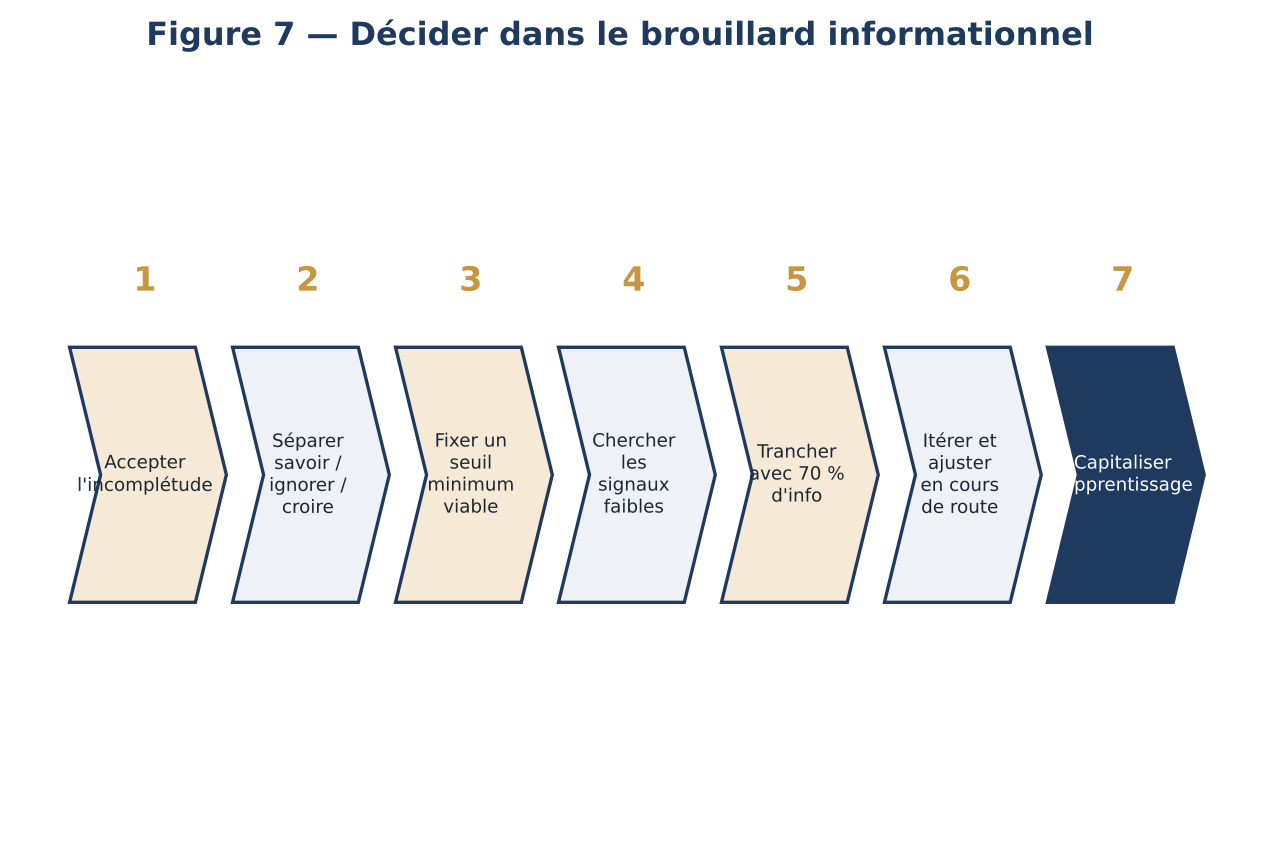 Figure 7 — Décider dans le brouillard informationnel
1
2
3
4
5
6
7
Accepter
l'incomplétude
Séparer
savoir /
ignorer /
croire
Fixer un
seuil
minimum
viable
Chercher
les
signaux
faibles
Trancher
avec 70 %
d'info
Itérer et
ajuster
en cours
de route
Capitaliser
pprentissage